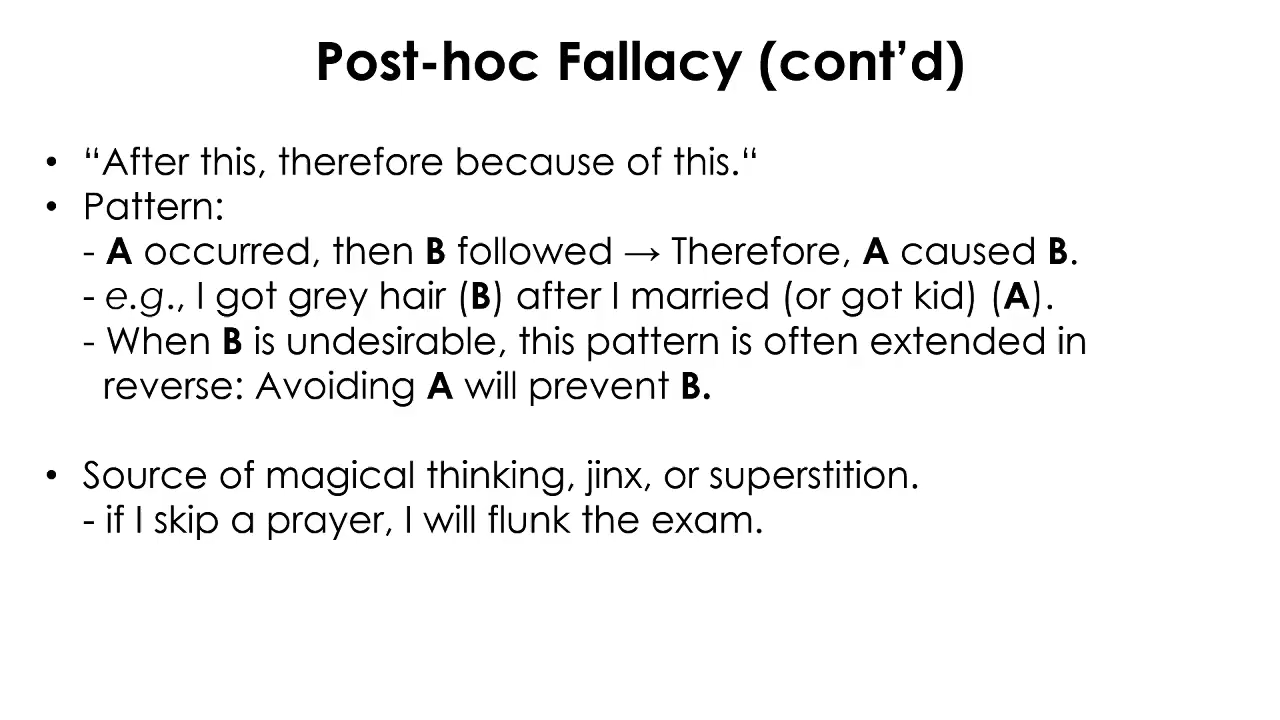 Post-hoc Fallacy (cont’d)
• “After this, therefore because of this.“
• Pattern:
- A occurred, then B followed → Therefore, A caused B.
- e.g., I got grey hair (B) after I married (or got kid) (A).
- When B is undesirable, this pattern is often extended in
reverse: Avoiding A will prevent B.
• Source of magical thinking, jinx, or superstition.
- if I skip a prayer, I will flunk the exam.